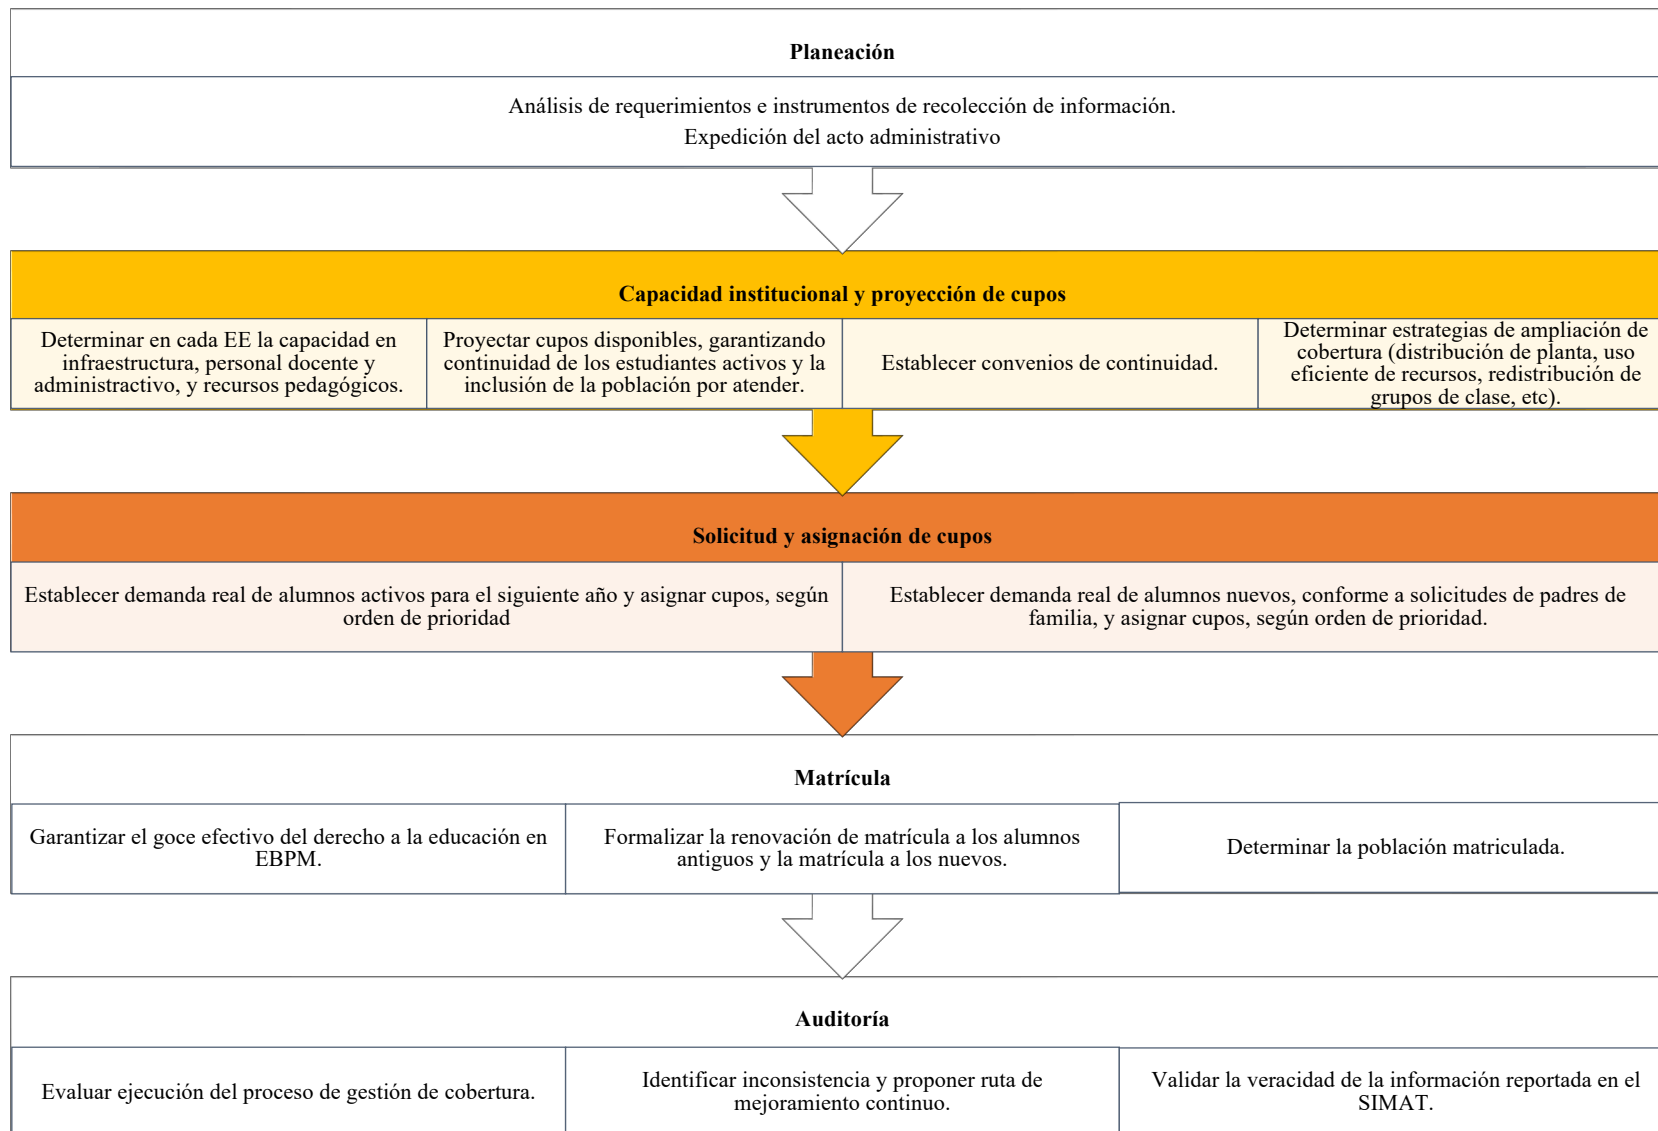 Planeación
Análisis de requerimientos e instrumentos de recolección de información.
Expedición del acto administrativo
Capacidad institucional y proyección de cupos
Determinar en cada EE la capacidad en
infraestructura, personal docente y
administractivo, y recursos pedagógicos.
Proyectar cupos disponibles, garantizando
continuidad de los estudiantes activos y la
inclusión de la población por atender.
Establecer convenios de continuidad.
Determinar estrategias de ampliación de
cobertura (distribución de planta, uso
eficiente de recursos, redistribución de
grupos de clase, etc).
Solicitud y asignación de cupos
Establecer demanda real de alumnos activos para el siguiente año y asignar cupos, según
orden de prioridad
Establecer demanda real de alumnos nuevos, conforme a solicitudes de padres de
familia, y asignar cupos, según orden de prioridad.
Matrícula
Garantizar el goce efectivo del derecho a la educación en
EBPM.
Formalizar la renovación de matrícula a los alumnos
antiguos y la matrícula a los nuevos.
Determinar la población matriculada.
Auditoría
Evaluar ejecución del proceso de gestión de cobertura.
Identificar inconsistencia y proponer ruta de
mejoramiento continuo.
Validar la veracidad de la información reportada en el
SIMAT.